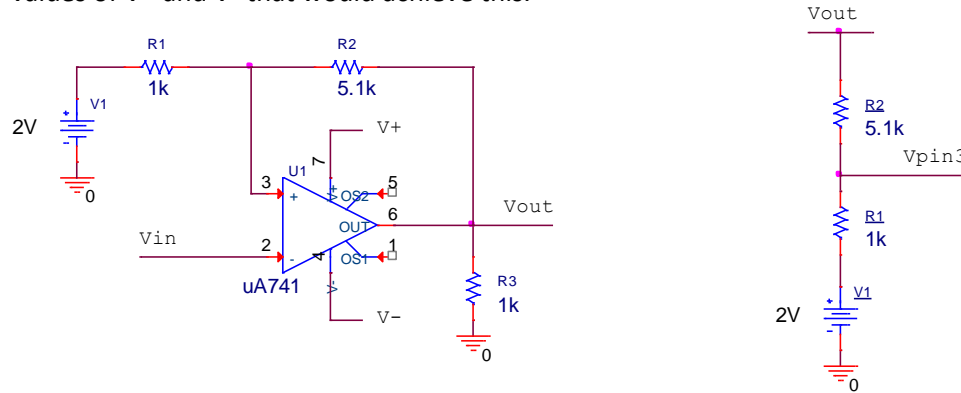 values of V and V that would achieve this.
R1
1k
R2
5.1k
2V
V1
0
V+
U1
7
3
+
V+
OS2
5
OUT
6
Vout
Vin
2
-
4
OS1
1
V-
uA741
V-
R3
1k
0
Vout
R2
5.1k
Vpin3
R1
1k
2V
V1
0